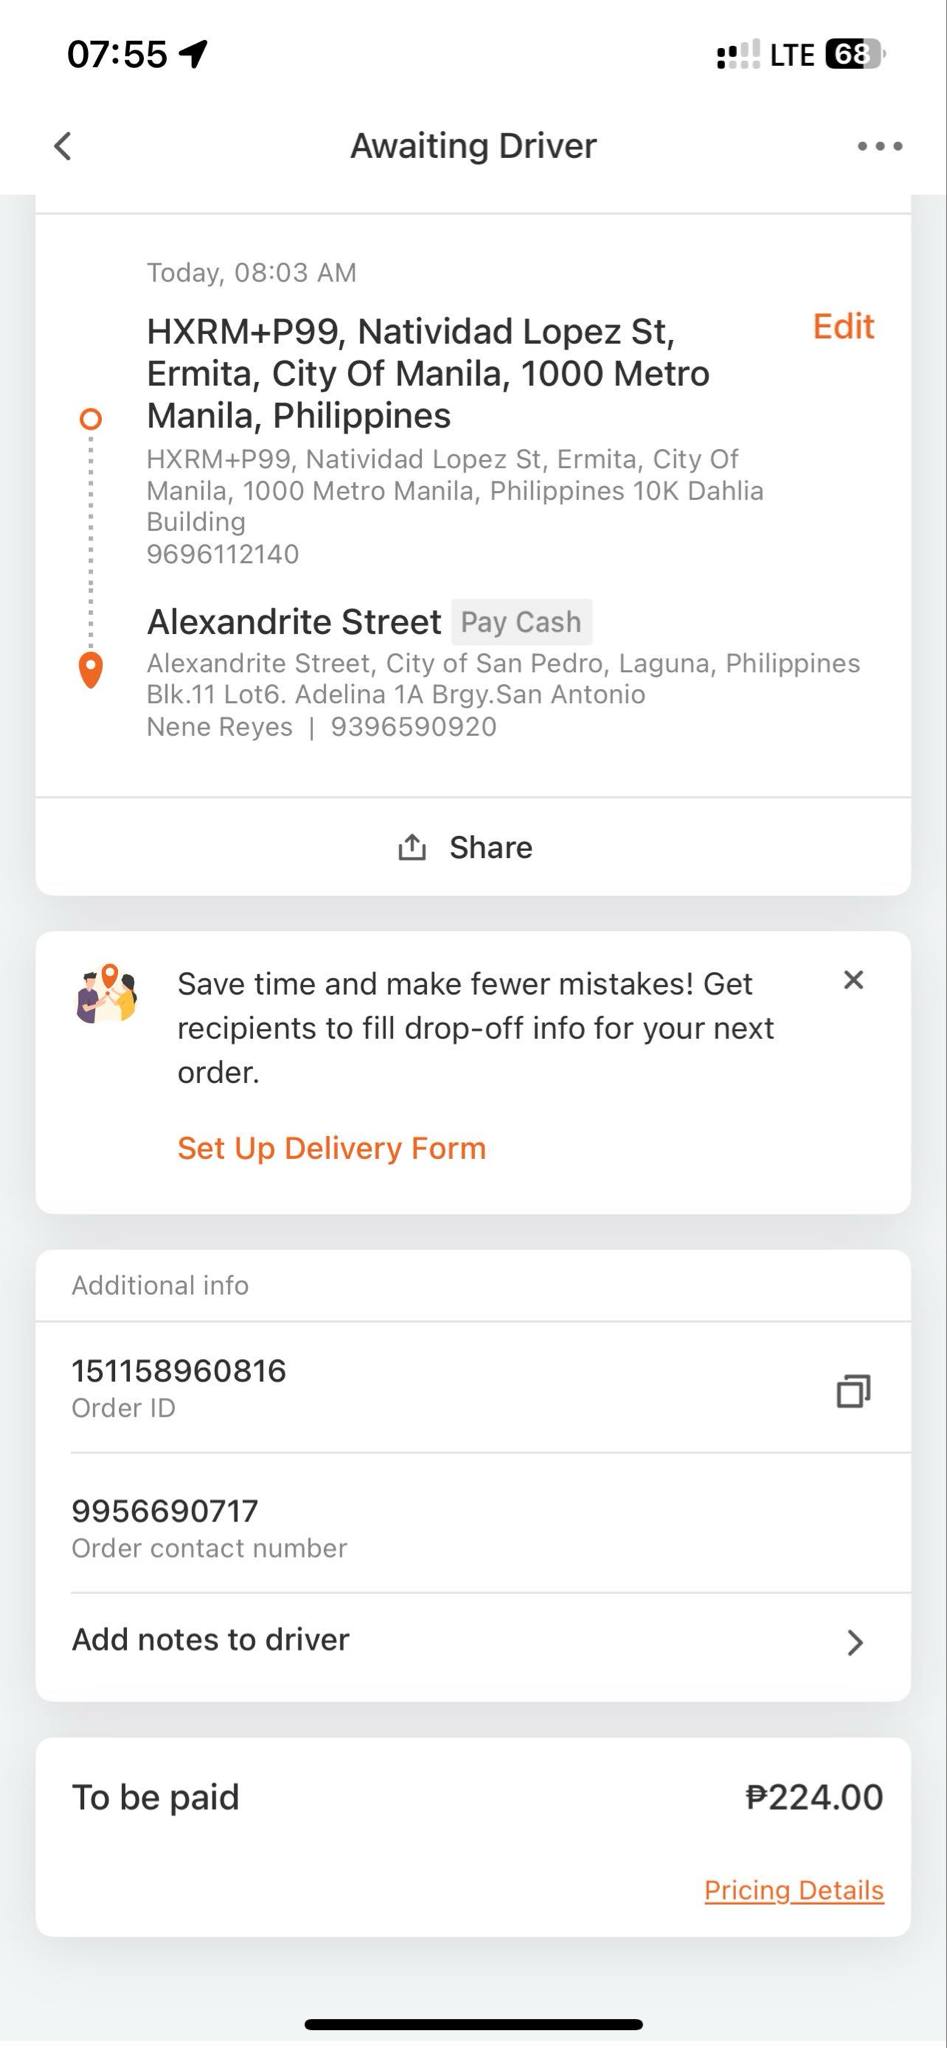 07:55
LTE 68
Awaiting Driver
Today, 08:03 AM
HXRM+P99, Natividad Lopez St,
Edit
Ermita, City Of Manila, 1000 Metro
Manila, Philippines
HXRM+P99, Natividad Lopez St, Ermita, City Of
Manila, 1000 Metro Manila, Philippines 10K Dahlia
Building
9696112140
Alexandrite Street Pay Cash
Alexandrite Street, City of San Pedro, Laguna, Philippines
Blk.11 Lot6. Adelina 1A Brgy.San Antonio
Nene Reyes | 9396590920
Share
Save time and make fewer mistakes! Get
recipients to fill drop-off info for your next
order.
Set Up Delivery Form
Additional info
151158960816
Order ID
9956690717
Order contact number
Add notes to driver
To be paid
₱224.00
Pricing Details